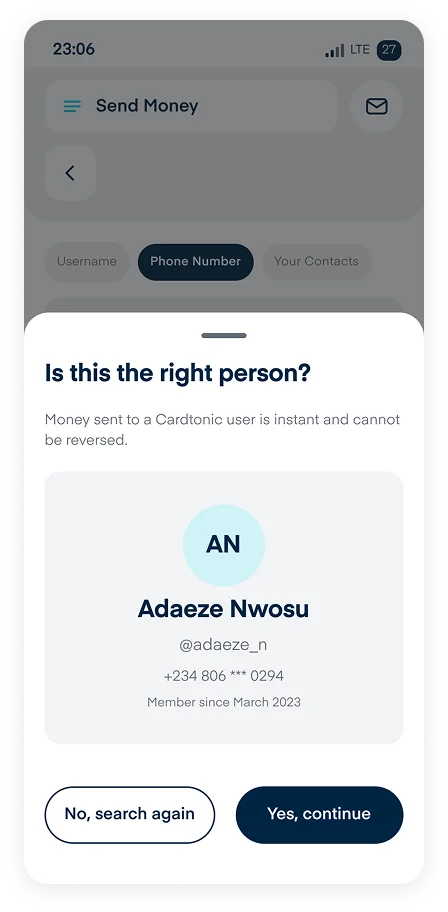 23:06
LTE
27
Send Money
Username
Phone Number
Your Contacts
Is this the right person?
Money sent to a Cardtonic user is instant and cannot
be reversed.
AN
Adaeze Nwosu
@adaeze_n
+234 806 *** 0294
Member since March 2023
No, search again
Yes, continue